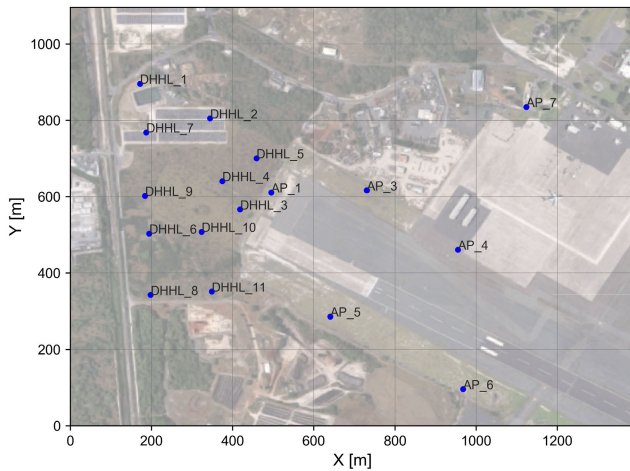 1000
800
600
400
200
0
Y [m]
DHHL_1
DHHL_2
AP_7
DHHL_7
DHHL_5
DHHL_4
AP_1
AP_3
DHHL_9
DHHL_3
DHHL_6
DHHL_10
AP_4
DHHL_8
DHHL_11
AP_5
AP_6
0 200 400 600 800 1000 1200
X [m]